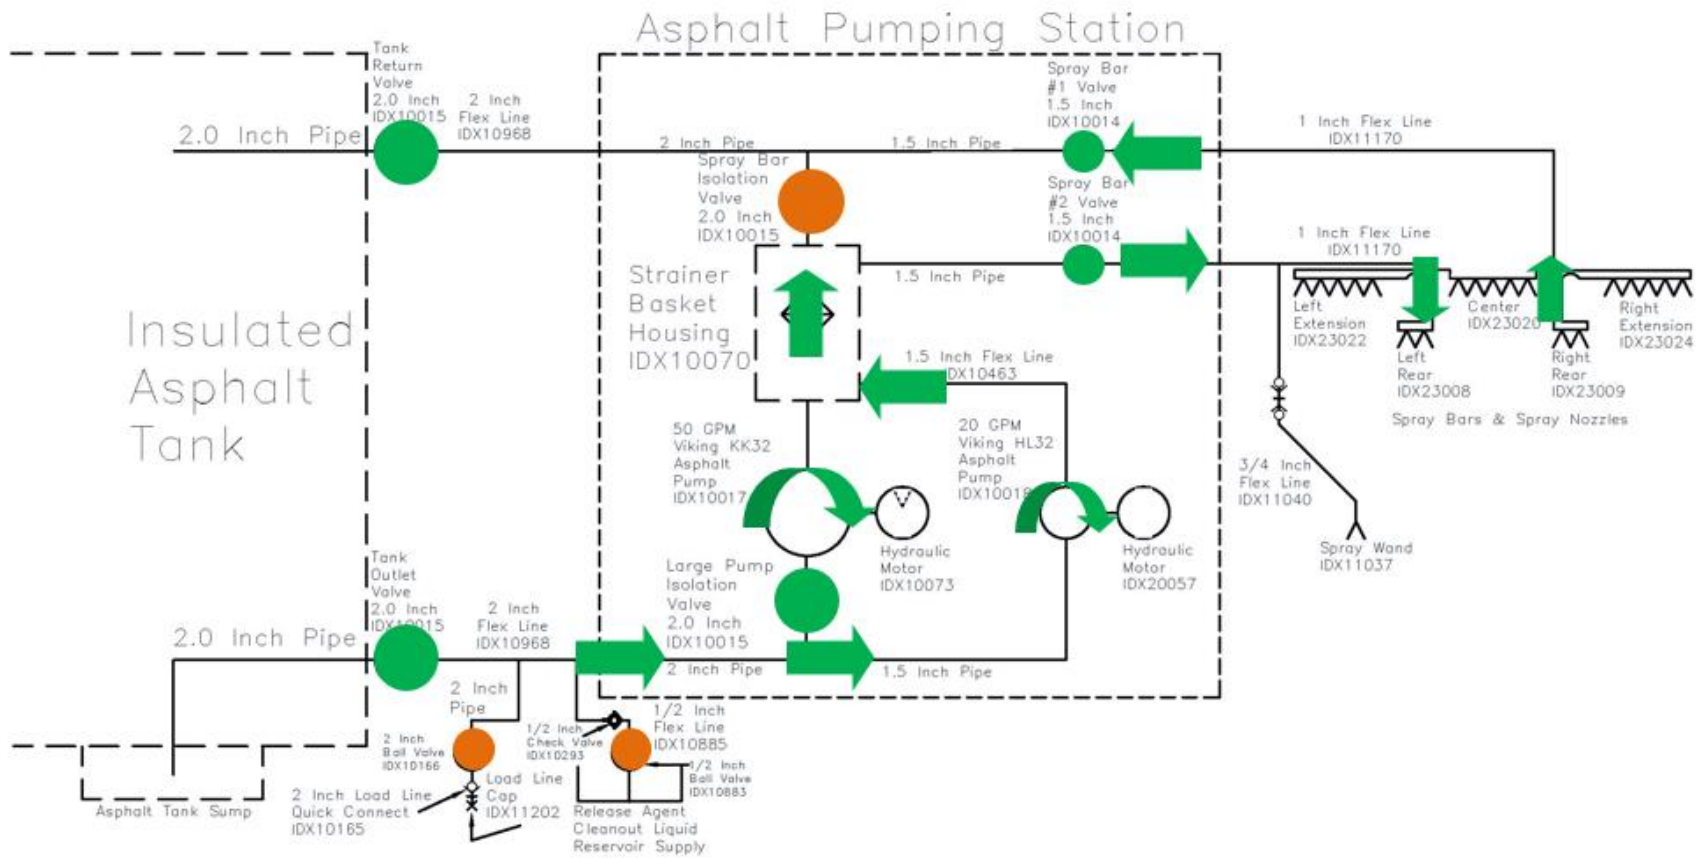 Asphalt Pumping Station
Tank
Return
Valve
2.0 Inch
IDX10015
2 Inch
Flex Line
IDX10968
2.0 Inch Pipe
2 Inch Pipe
Spray Bar
Isolation
Valve
2.0 Inch
IDX10015
1.5 Inch Pipe
Spray Bar
#1 Valve
1.5 Inch
IDX10014
1 Inch Flex Line
IDX11170
Spray Bar
#2 Valve
1.5 Inch
IDX10014
1 Inch Flex Line
IDX11170
1.5 Inch Pipe
Strainer
Basket
Housing
IDX10070
Left
Extension
IDX23022
Center
IDX23020
Right
Extension
IDX23024
Left
Rear
IDX23008
Right
Rear
IDX23009
Spray Bars & Spray Nozzles
Insulated
Asphalt
Tank
1.5 Inch Flex Line
IDX10463
50 GPM
Viking KK32
Asphalt
Pump
IDX10017
20 GPM
Viking HL32
Asphalt
Pump
IDX10018
3/4 Inch
Flex Line
IDX11040
Hydraulic
Motor
IDX10073
Hydraulic
Motor
IDX20057
Spray Wand
IDX11037
Tank
Outlet
Valve
2.0 Inch
IDX10015
2 Inch
Flex Line
IDX10968
Large Pump
Isolation
Valve
2.0 Inch
IDX10015
2.0 Inch Pipe
2 Inch Pipe
1.5 Inch Pipe
2 Inch
Pipe
2 Inch
Ball Valve
IDX10166
1/2 Inch
Check Valve
IDX10293
1/2 Inch
Flex Line
IDX10885
1/2 Inch
Ball Valve
IDX10883
Asphalt Tank Sump
2 Inch Load Line
Quick Connect
IDX10165
Load Line
Cap
IDX11202
Release Agent
Cleanout Liquid
Reservoir Supply